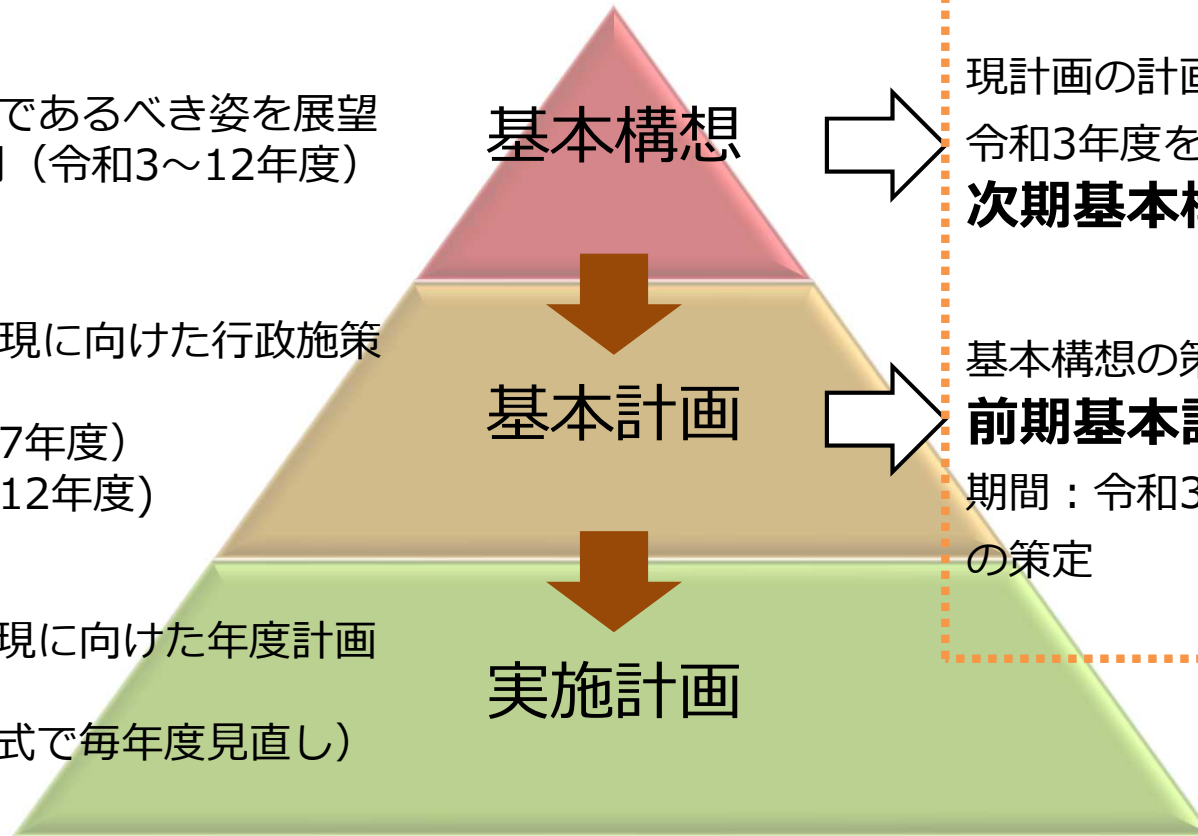 であるべき姿を展望
（令和3～12年度）
現に向けた行政施策
7年度）
12年度)
現に向けた年度計画
式で毎年度見直し）
基本構想
基本計画
実施計画
現計画の計画
令和3年度を
次期基本構
基本構想の策
前期基本計
期間：令和3
の策定